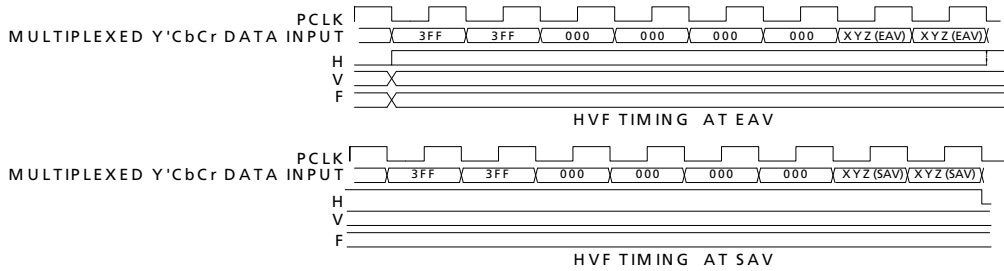 PCLK
MULTIPLEXED Y'CbCr DATA INPUT 3FF 3FF 000 000 000 000 XYZ (EAV) XYZ (EAV)
H
V
F
HVF TIMING AT EAV
PCLK
MULTIPLEXED Y'CbCr DATA INPUT 3FF 3FF 000 000 000 000 XYZ (SAV) XYZ (SAV)
H
V
F
HVF TIMING AT SAV